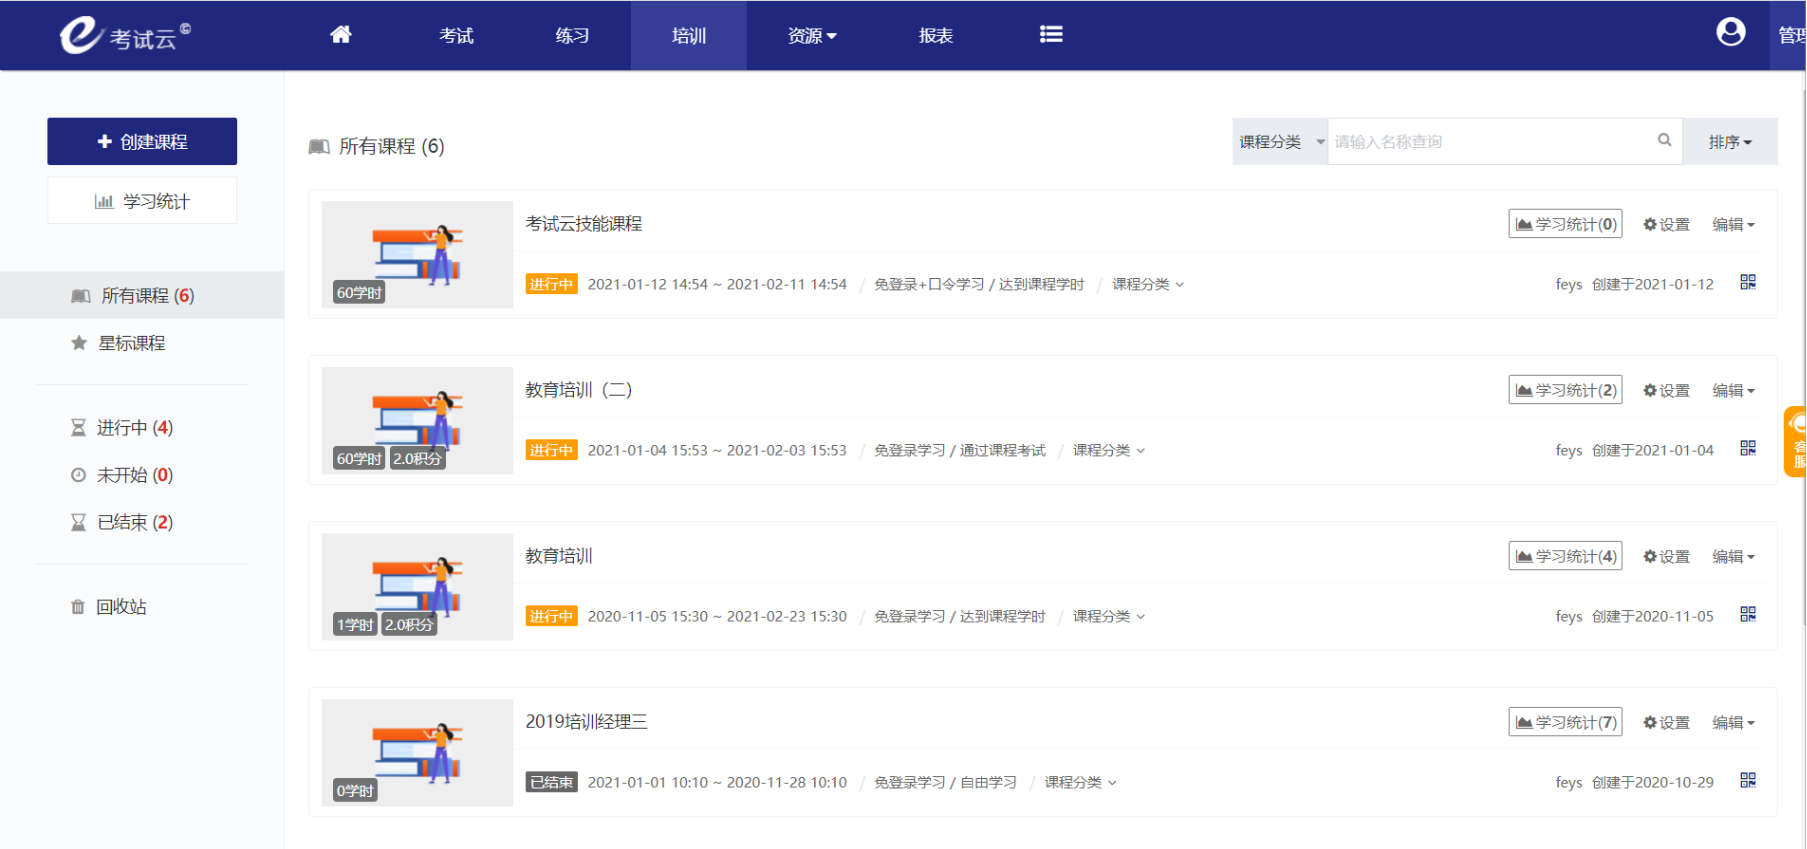 考试云©
考试
练习
培训
资源
报表
管理
创建课程
学习统计
所有课程 (6)
星标课程
进行中 (4)
未开始 (0)
已结束 (2)
回收站
所有课程 (6)
课程分类
请输入名称查询
排序
考试云技能课程
学习统计(0)
设置
编辑
60学时
进行中 2021-01-12 14:54 ~ 2021-02-11 14:54 / 免登录+口令学习 / 达到课程学时 / 课程分类
feys 创建于2021-01-12
教育培训（二）
学习统计(2)
设置
编辑
60学时 2.0积分
进行中 2021-01-04 15:53 ~ 2021-02-03 15:53 / 免登录学习 / 通过课程考试 / 课程分类
feys 创建于2021-01-04
客服
教育培训
学习统计(4)
设置
编辑
1学时 2.0积分
进行中 2020-11-05 15:30 ~ 2021-02-23 15:30 / 免登录学习 / 达到课程学时 / 课程分类
feys 创建于2020-11-05
2019培训经理三
学习统计(7)
设置
编辑
0学时
已结束 2021-01-01 10:10 ~ 2020-11-28 10:10 / 免登录学习 / 自由学习 / 课程分类
feys 创建于2020-10-29